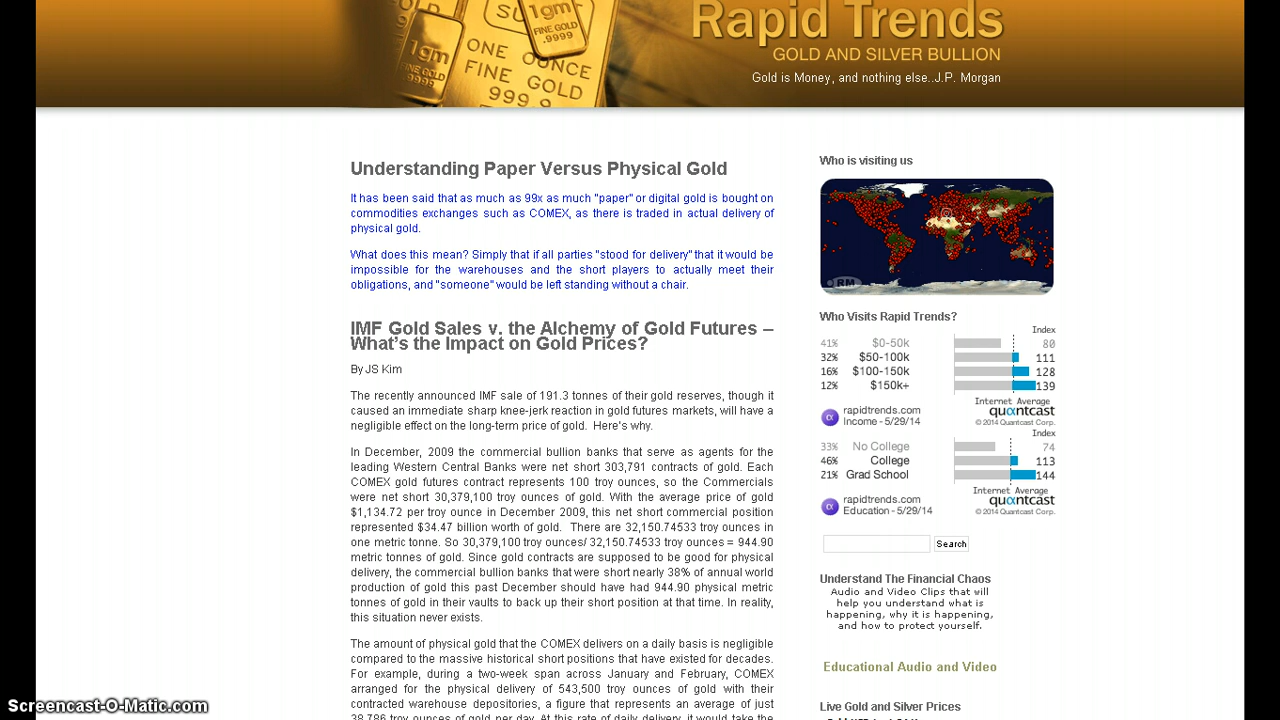 SU
1gm
FINE GOLD
.9999
1gm
FINE GOLD
ONE OUNCE
FINE GOLD
999.9
Rapid Trends
GOLD AND SILVER BULLION
Gold is Money, and nothing else..J.P. Morgan
Understanding Paper Versus Physical Gold
It has been said that as much as 99x as much "paper" or digital gold is bought on
commodities exchanges such as COMEX, as there is traded in actual delivery of
physical gold.
What does this mean? Simply that if all parties "stood for delivery" that it would be
impossible for the warehouses and the short players to actually meet their
obligations, and "someone" would be left standing without a chair.
IMF Gold Sales v. the Alchemy of Gold Futures –
What's the Impact on Gold Prices?
By JS Kim
The recently announced IMF sale of 191.3 tonnes of their gold reserves, though it
caused an immediate sharp knee-jerk reaction in gold futures markets, will have a
negligible effect on the long-term price of gold.  Here's why.
In December, 2009 the commercial bullion banks that serve as agents for the
leading Western Central Banks were net short 303,791 contracts of gold. Each
COMEX gold futures contract represents 100 troy ounces, so the Commercials
were net short 30,379,100 troy ounces of gold. With the average price of gold
$1,134.72 per troy ounce in December 2009, this net short commercial position
represented $34.47 billion worth of gold.  There are 32,150.74533 troy ounces in
one metric tonne. So 30,379,100 troy ounces/ 32,150.74533 troy ounces = 944.90
metric tonnes of gold. Since gold contracts are supposed to be good for physical
delivery, the commercial bullion banks that were short nearly 38% of annual world
production of gold this past December should have had 944.90 physical metric
tonnes of gold in their vaults to back up their short position at that time. In reality,
this situation never exists.
The amount of physical gold that the COMEX delivers on a daily basis is negligible
compared to the massive historical short positions that have existed for decades.
For example, during a two-week span across January and February, COMEX
arranged for the physical delivery of 543,500 troy ounces of gold with their
contracted warehouse depositories, a figure that represents an average of just
38,786 troy ounces of gold per day. At this rate of daily delivery, it would take the
Who is visiting us
RM
Who Visits Rapid Trends?
Index
41% $0-50k 80
32% $50-100k 111
16% $100-150k 128
12% $150k+ 139
rapidtrends.com
Income - 5/29/14
Internet Average
quantcast
© 2014 Quantcast Corp.
Index
33% No College 74
46% College 113
21% Grad School 144
rapidtrends.com
Education - 5/29/14
Internet Average
quantcast
© 2014 Quantcast Corp.
Search
Understand The Financial Chaos
Audio and Video Clips that will
help you understand what is
happening, why it is happening,
and how to protect yourself.
Educational Audio and Video
Live Gold and Silver Prices
Screencast-O-Matic.com